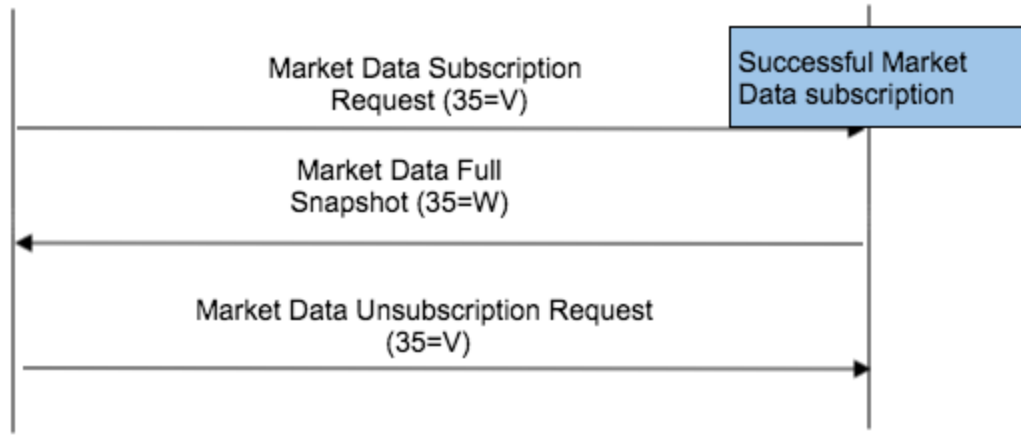 Market Data Subscription
Request (35=V)
Successful Market
Data subscription
Market Data Full
Snapshot (35=W)
Market Data Unsubscription Request
(35=V)